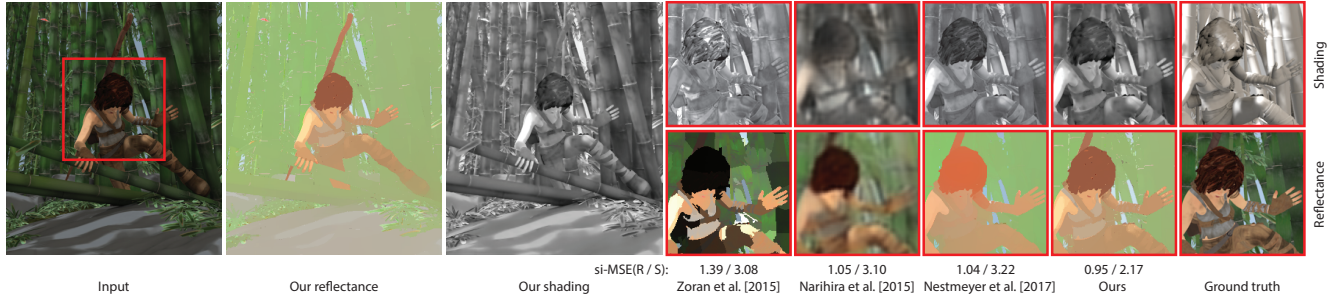 Shading
Reflectance
si-MSE(R / S): 1.39 / 3.08 1.05 / 3.10 1.04 / 3.22 0.95 / 2.17
Input Our reflectance Our shading Zoran et al. [2015] Narihira et al. [2015] Nestmeyer et al. [2017] Ours Ground truth